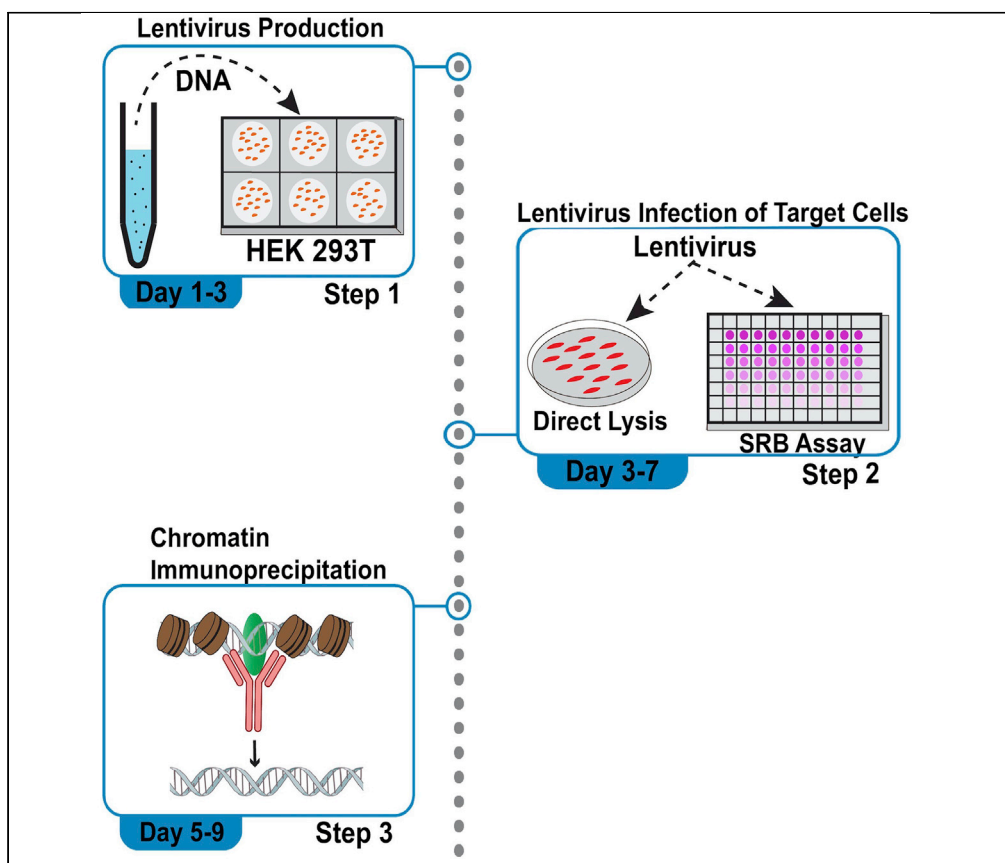 Lentivirus Production
DNA
HEK 293T
Day 1-3
Step 1
Lentivirus Infection of Target Cells
Lentivirus
Direct Lysis
SRB Assay
Day 3-7
Step 2
Chromatin
Immunoprecipitation
Day 5-9
Step 3